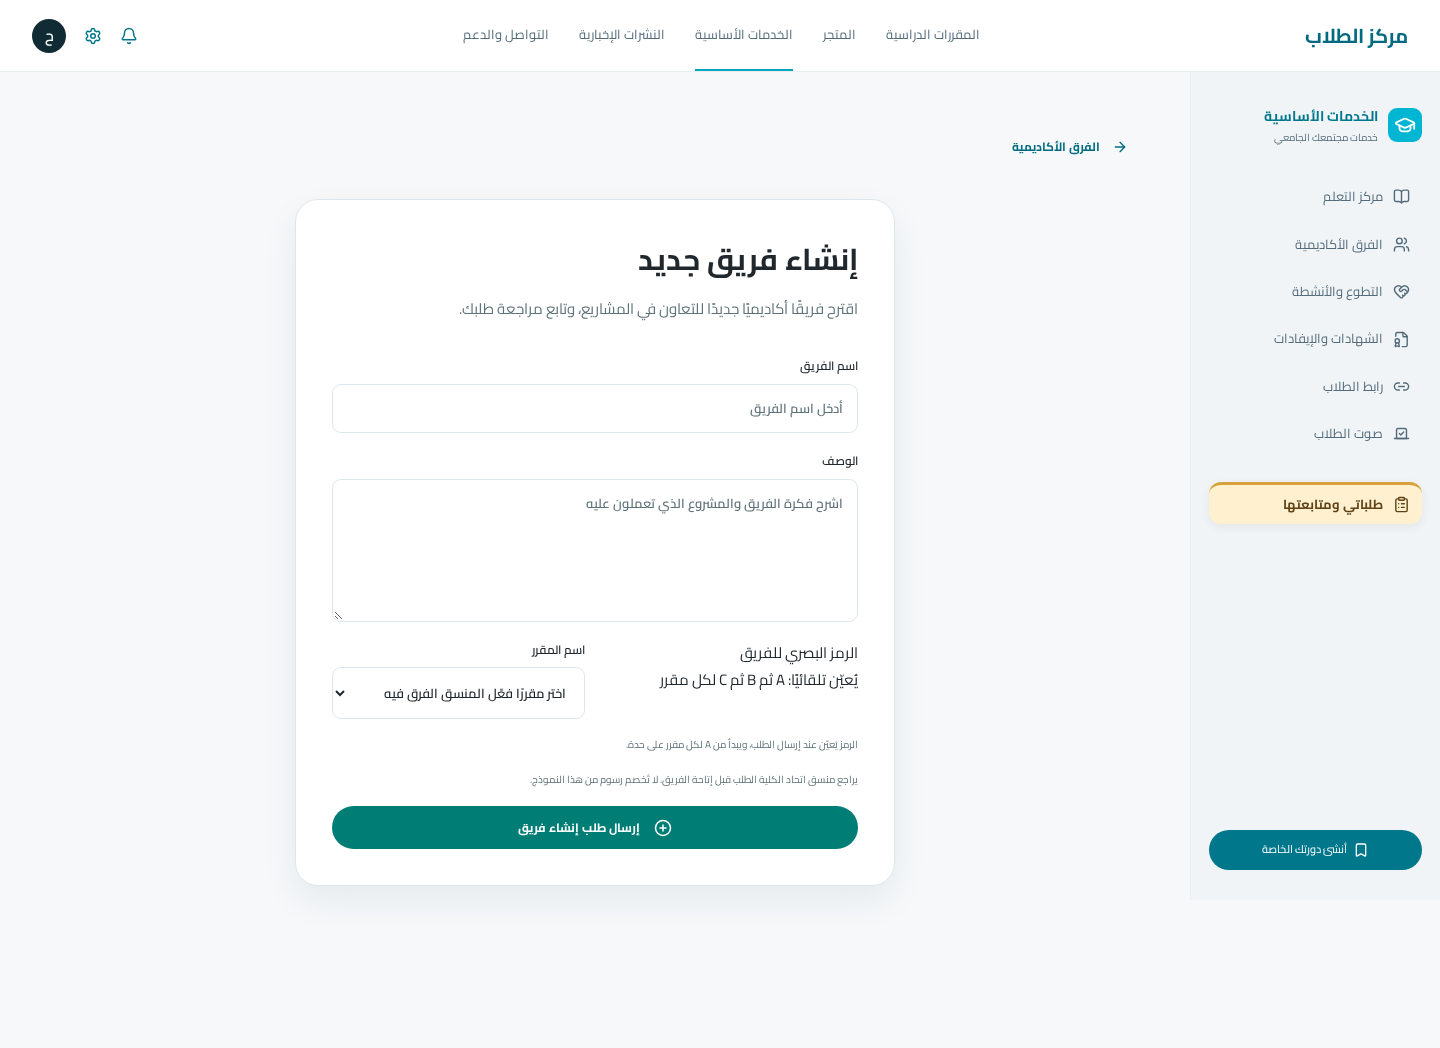 مركز الطلاب
المقررات الدراسية
المتجر
الخدمات الأساسية
النشرات الإخبارية
التواصل والدعم
ح
الخدمات الأساسية
خدمات مجتمعك الجامعي
مركز التعلم
الفرق الأكاديمية
التطوع والأنشطة
الشهادات والإيفادات
رابط الطلاب
صوت الطلاب
طلباتي ومتابعتها
أنشئ دورتك الخاصة
الفرق الأكاديمية
إنشاء فريق جديد
اقترح فريقًا أكاديميًا جديدًا للتعاون في المشاريع، وتابع مراجعة طلبك.
اسم الفريق
أدخل اسم الفريق
الوصف
اشرح فكرة الفريق والمشروع الذي تعملون عليه
الرمز البصري للفريق
يُعيّن تلقائيًا: A ثم B ثم C لكل مقرر
اسم المقرر
اختر مقررًا فعّل المنسق الفرق فيه
الرمز يُعيّن عند إرسال الطلب، ويبدأ من A لكل مقرر على حدة.
يراجع منسق اتحاد الكلية الطلب قبل إتاحة الفريق. لا تُخصم رسوم من هذا النموذج.
إرسال طلب إنشاء فريق